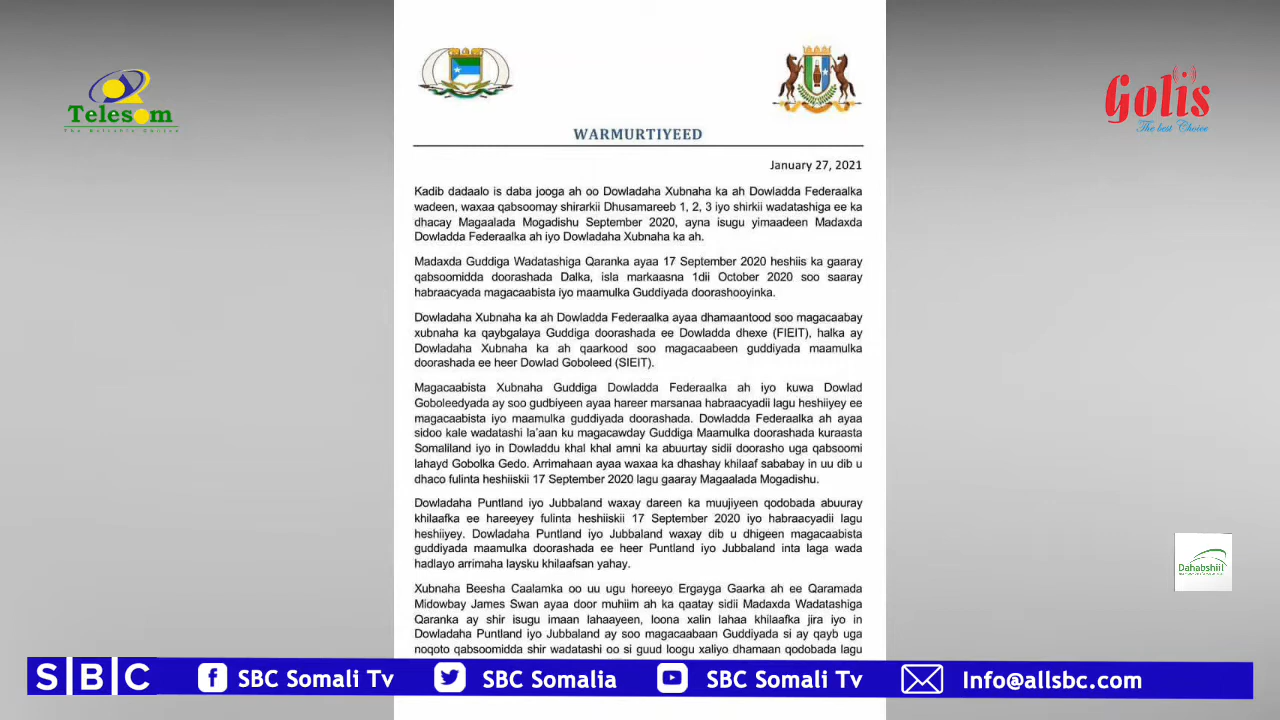 Telesom
The Reliable Choice
Golis
The best Choice
WARMURTIYEED
January 27, 2021
Kadib dadaalo is daba jooga ah oo Dowladaha Xubnaha ka ah Dowladda Federaalka
wadeen, waxaa qabsoomay shirarkii Dhusamareeb 1, 2, 3 iyo shirkii wadatashiga ee ka
dhacay Magaalada Mogadishu September 2020, ayna isugu yimaadeen Madaxda
Dowladda Federaalka ah iyo Dowladaha Xubnaha ka ah.
Madaxda Guddiga Wadatashiga Qaranka ayaa 17 September 2020 heshiis ka gaaray
qabsoomidda doorashada Dalka, isla markaasna 1dii October 2020 soo saaray
habraacyada magacaabista iyo maamulka Guddiyada doorashooyinka.
Dowladaha Xubnaha ka ah Dowladda Federaalka ayaa dhamaantood soo magacaabay
xubnaha ka qaybgalaya Guddiga doorashada ee Dowladda dhexe (FIEIT), halka ay
Dowladaha Xubnaha ka ah qaarkood soo magacaabeen guddiyada maamulka
doorashada ee heer Dowlad Goboleed (SIEIT).
Magacaabista Xubnaha Guddiga Dowladda Federaalka ah iyo kuwa Dowlad
Goboleedyada ay soo gudbiyeen ayaa hareer marsanaa habraacyadii lagu heshiiyey ee
magacaabista iyo maamulka guddiyada doorashada. Dowladda Federaalka ah ayaa
sidoo kale wadatashi la'aan ku magacawday Guddiga Maamulka doorashada kuraasta
Somaliland iyo in Dowladdu khal khal amni ka abuurtay sidii doorasho uga qabsoomi
lahayd Gobolka Gedo. Arrimahaan ayaa waxaa ka dhashay khilaaf sababay in uu dib u
dhaco fulinta heshiiskii 17 September 2020 lagu gaaray Magaalada Mogadishu.
Dowladaha Puntland iyo Jubbaland waxay dareen ka muujiyeen qodobada abuuray
khilaafka ee hareeyey fulinta heshiiskii 17 September 2020 iyo habraacyadii lagu
heshiiyey. Dowladaha Puntland iyo Jubbaland waxay dib u dhigeen magacaabista
guddiyada maamulka doorashada ee heer Puntland iyo Jubbaland inta laga wada
hadlayo arrimaha laysku khilaafsan yahay.
Xubnaha Beesha Caalamka oo uu ugu horeeyo Ergayga Gaarka ah ee Qaramada
Midowbay James Swan ayaa door muhiim ah ka qaatay sidii Madaxda Wadatashiga
Qaranka ay shir isugu imaan lahaayeen, loona xalin lahaa khilaafka jira iyo in
Dowladaha Puntland iyo Jubbaland ay soo magacaabaan Guddiyada si ay qayb uga
noqoto qabsoomidda shir wadatashi oo si guud loogu xaliyo dhamaan qodobada lagu
Dahabshiil
SBC
SBC Somali Tv
SBC Somalia
SBC Somali Tv
Info@allsbc.com